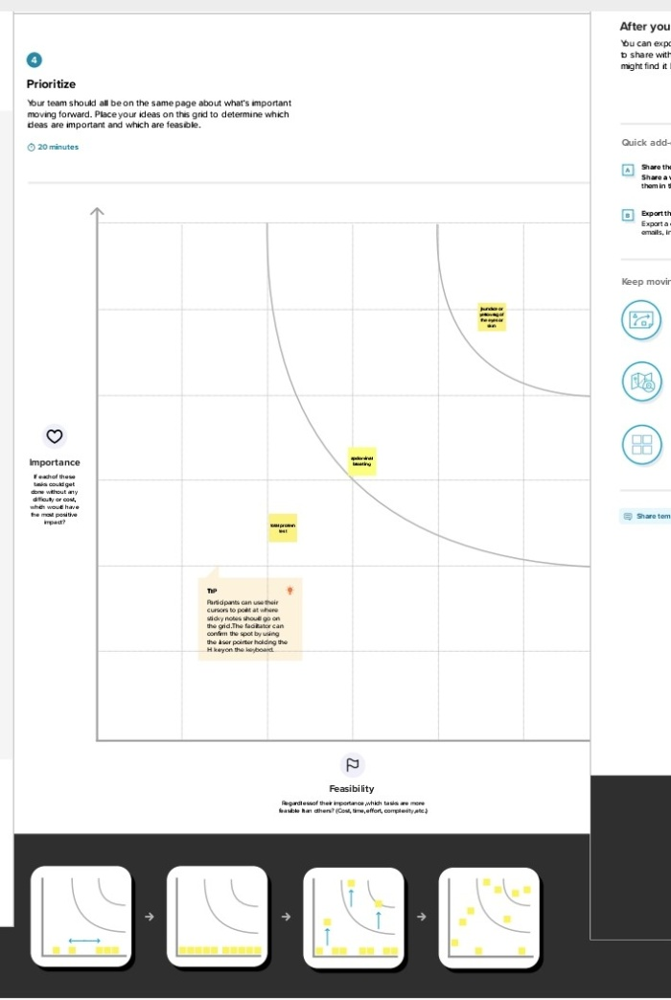 4
Prioritize
Your team should all be on the same page about what's important
moving forward. Place your ideas on this grid to determine which
ideas are important and which are feasible.
20 minutes
Importance
If each of these
tasks could get
done without any
difficulty or cost,
which would have
the most positive
impact?
jaundice or
yellowing of
the eyes or
skin
abdominal
bloating
total protein
test
TIP
Participants can use their
cursors to point at where
sticky notes should go on
the grid. The facilitator can
confirm the spot by using
the laser pointer holding the
H key on the keyboard.
Feasibility
Regardless of their importance, which tasks are more
feasible than others? (Cost, time, effort, complexity, etc.)
After you
You can expo
to share with
might find it
Quick add-
A
Share the
Share a v
them in t
B
Export th
Export a
emails, in
Keep movin
Share tem